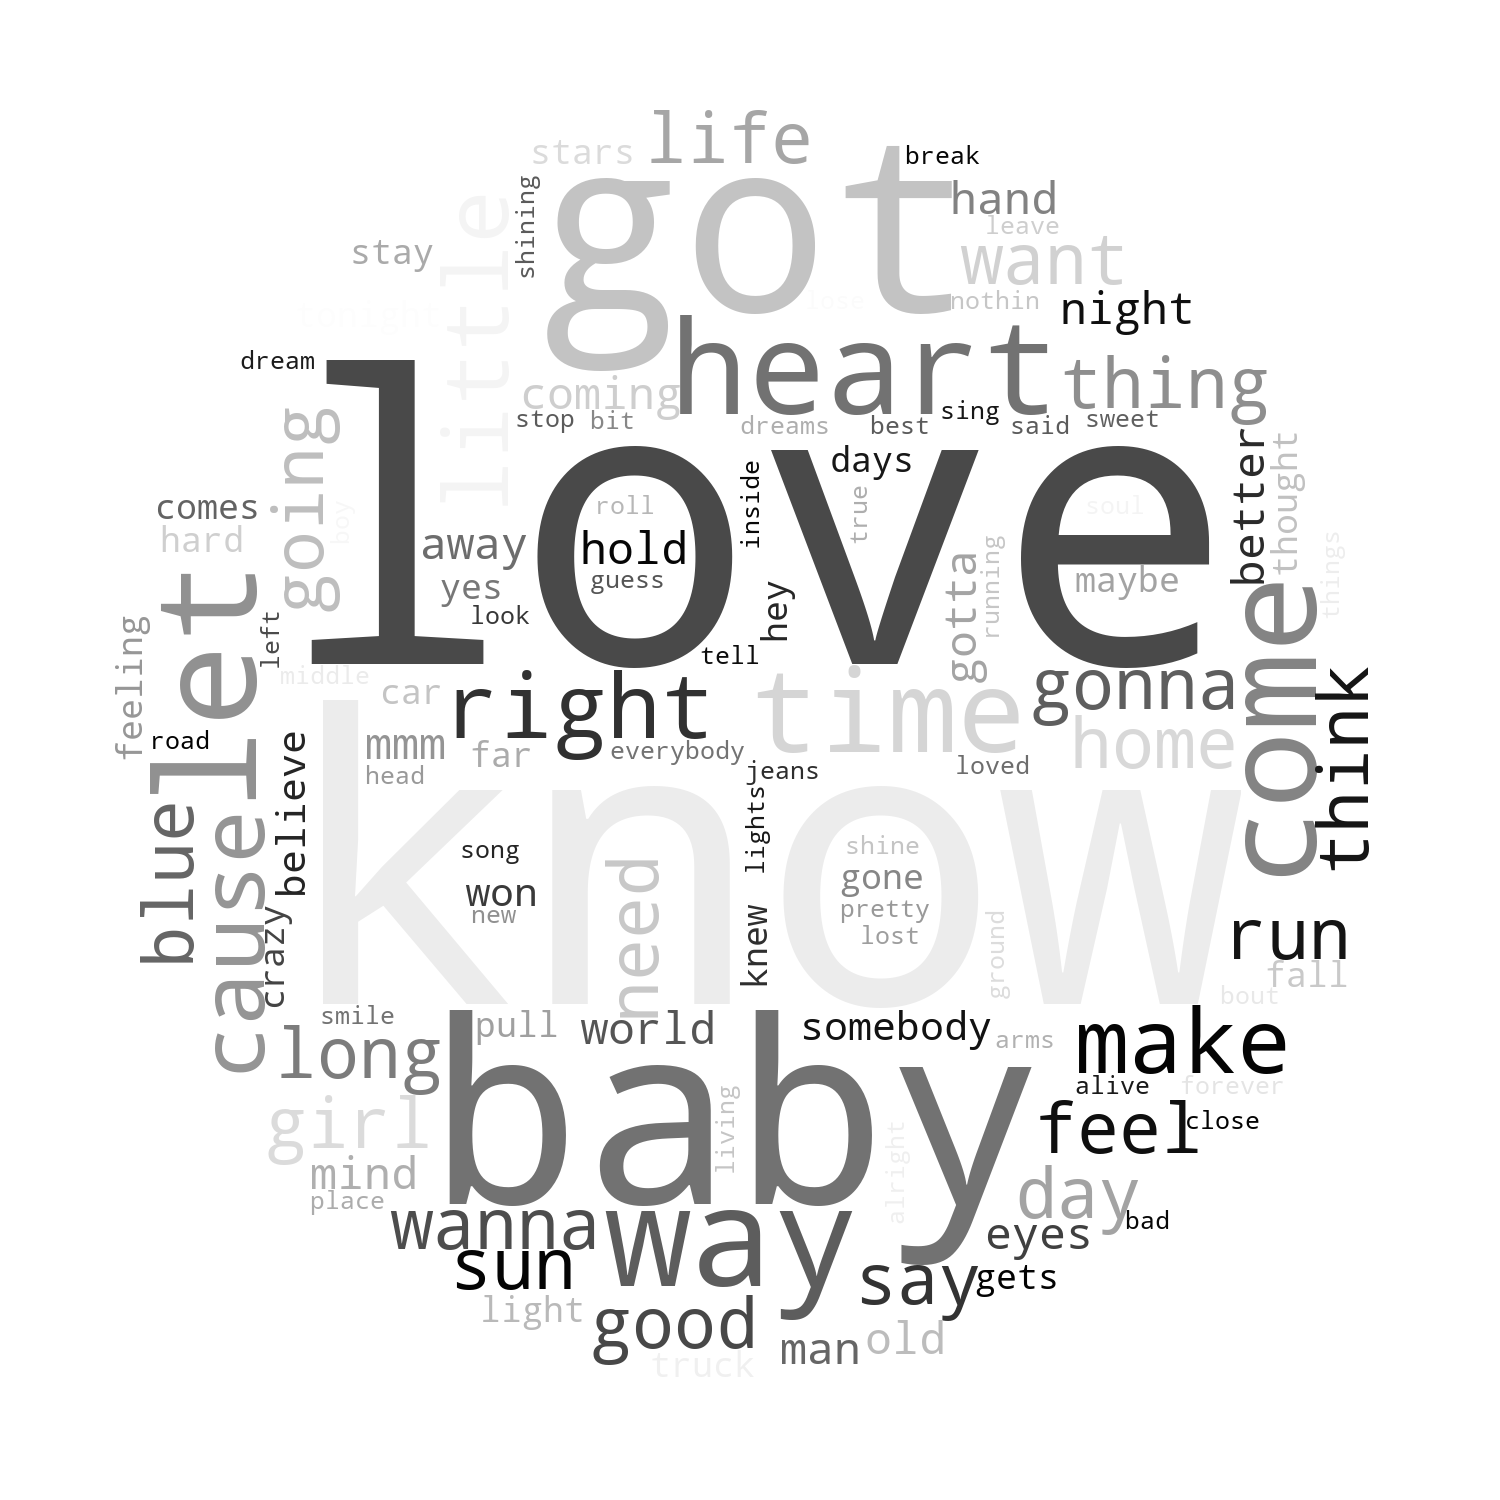 life
stars
break
got
hand
little
shining
leave
want
stay
lose
nothin
night
tonight
heart
dream
love
thing
coming
going
stop
bit
dreams
best
sing
said
sweet
better
thought
days
inside
true
roll
soul
comes
boy
hard
away
hold
things
guess
yes
hey
gotta
running
maybe
come
let
look
left
feeling
tell
middle
car
right
time
gonna
think
road
mmm
far
everybody
home
believe
head
jeans
loved
know
blue
cause
lights
song
shine
need
gone
won
new
pretty
knew
lost
crazy
ground
run
fall
bout
smile
pull
world
somebody
arms
make
long
baby
alive
forever
girl
living
feel
close
alright
mind
place
day
bad
wanna
way
eyes
sun
say
gets
light
good
man
old
truck